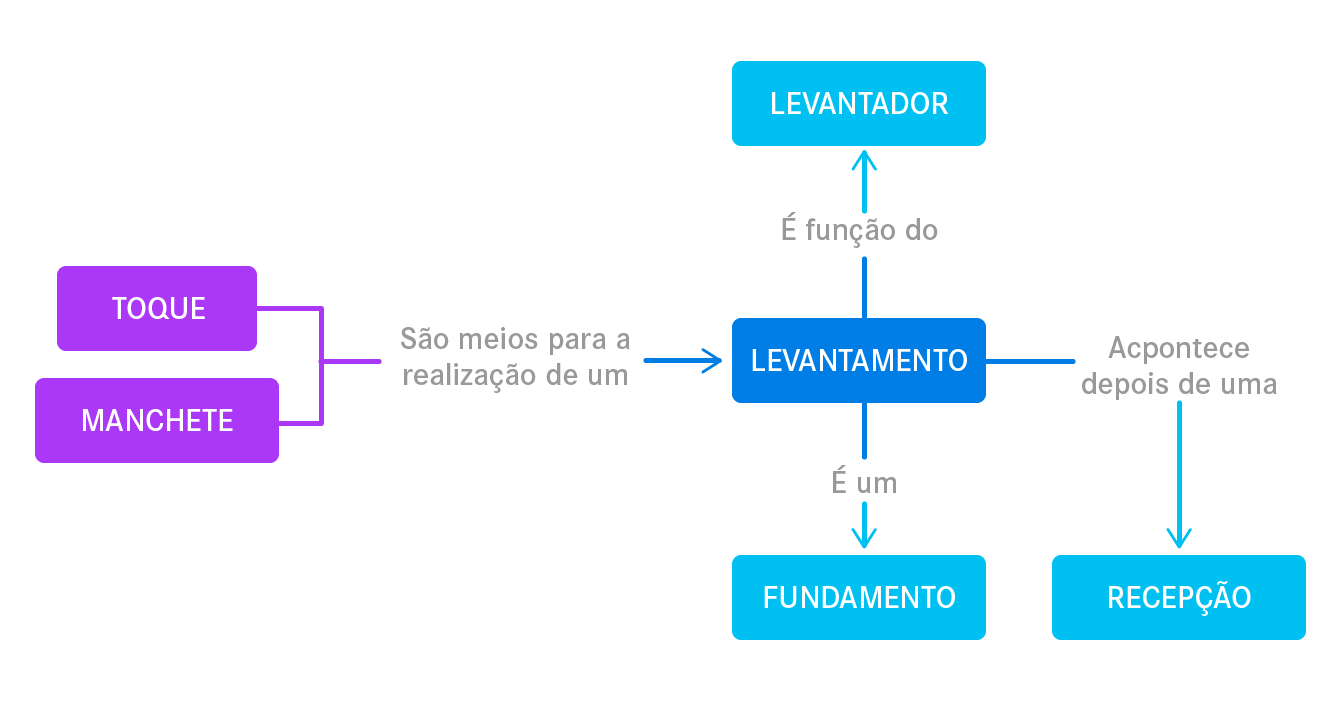 LEVANTADOR
É função do
TOQUE
MANCHETE
São meios para a
realização de um
LEVANTAMENTO
Acpontece
depois de uma
É um
FUNDAMENTO
RECEPÇÃO